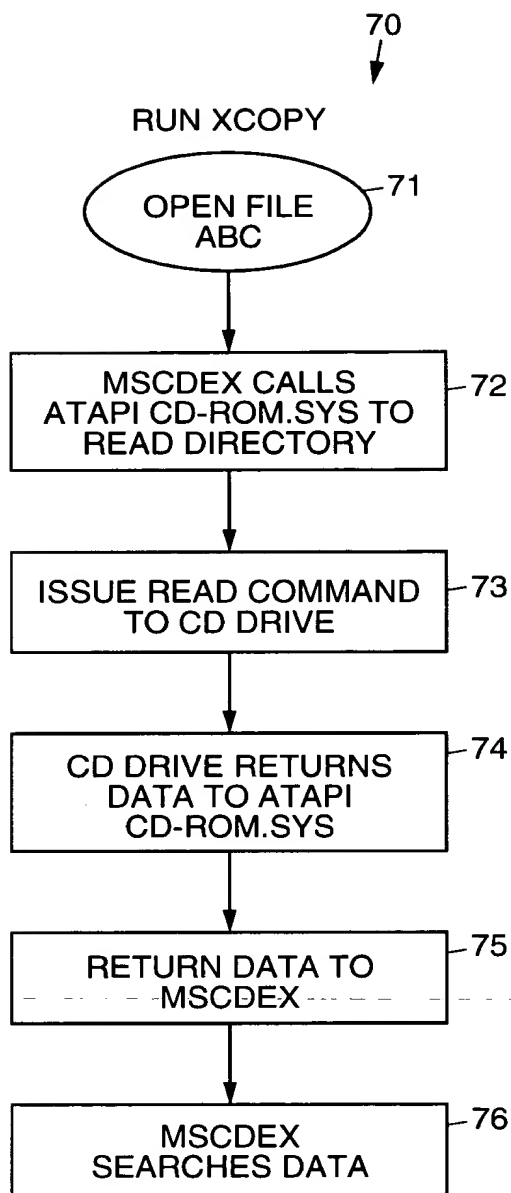 70
RUN XCOPY
71
OPEN FILE
ABC
72
MSCDEX CALLS
ATAPI CD-ROM.SYS TO
READ DIRECTORY
73
ISSUE READ COMMAND
TO CD DRIVE
74
CD DRIVE RETURNS
DATA TO ATAPI
CD-ROM.SYS
75
RETURN DATA TO
MSCDEX
76
MSCDEX
SEARCHES DATA